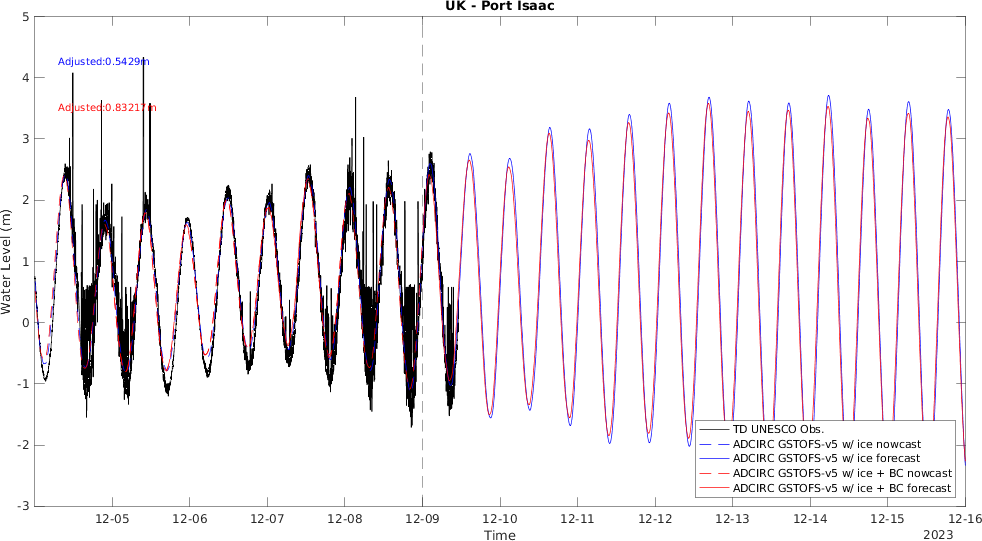 UK - Port Isaac
5
4
3
2
1
0
-1
-2
-3
Water Level (m)
Adjusted:0.5429m
Adjusted:0.83217m
TD UNESCO Obs.
ADCIRC GSTOFS-v5 w/ ice nowcast
ADCIRC GSTOFS-v5 w/ ice forecast
ADCIRC GSTOFS-v5 w/ ice + BC nowcast
ADCIRC GSTOFS-v5 w/ ice + BC forecast
12-05 12-06 12-07 12-08 12-09 12-10 12-11 12-12 12-13 12-14 12-15 12-16
Time
2023